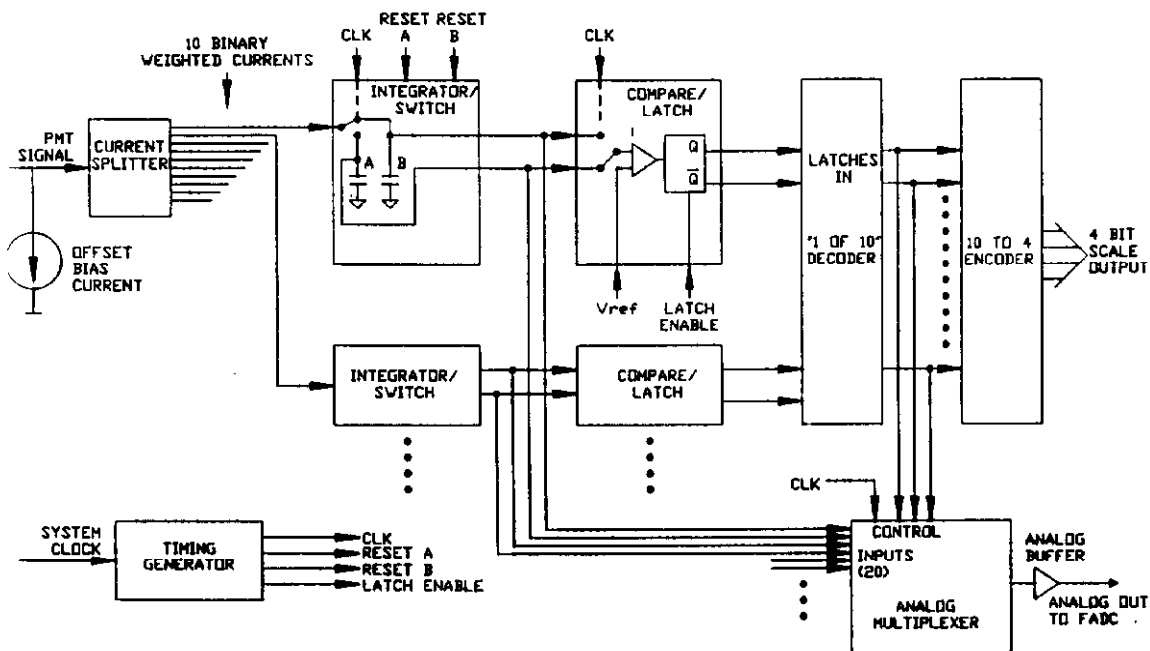 RESET RESET
CLK A B
CLK
10 BINARY
WEIGHTED CURRENTS
INTEGRATOR/
SWITCH
COMPARE/
LATCH
PMT
SIGNAL
CURRENT
SPLITTER
A B
Q
Q̅
LATCHES
IN
"1 OF 10"
DECODER
10 TO 4
ENCODER
4 BIT
SCALE
OUTPUT
OFFSET
BIAS
CURRENT
Vref
LATCH
ENABLE
INTEGRATOR/
SWITCH
COMPARE/
LATCH
CLK
SYSTEM
CLOCK
TIMING
GENERATOR
CLK
RESET A
RESET B
LATCH ENABLE
CONTROL
INPUTS
(20)
ANALOG
MULTIPLEXER
ANALOG
BUFFER
ANALOG OUT
TO FADC